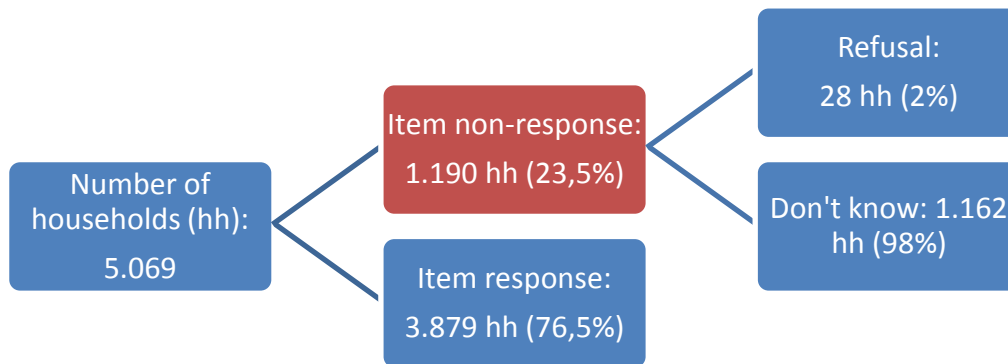 Number of
households (hh):
5.069
Item non-response:
1.190 hh (23,5%)
Item response:
3.879 hh (76,5%)
Refusal:
28 hh (2%)
Don't know: 1.162
hh (98%)